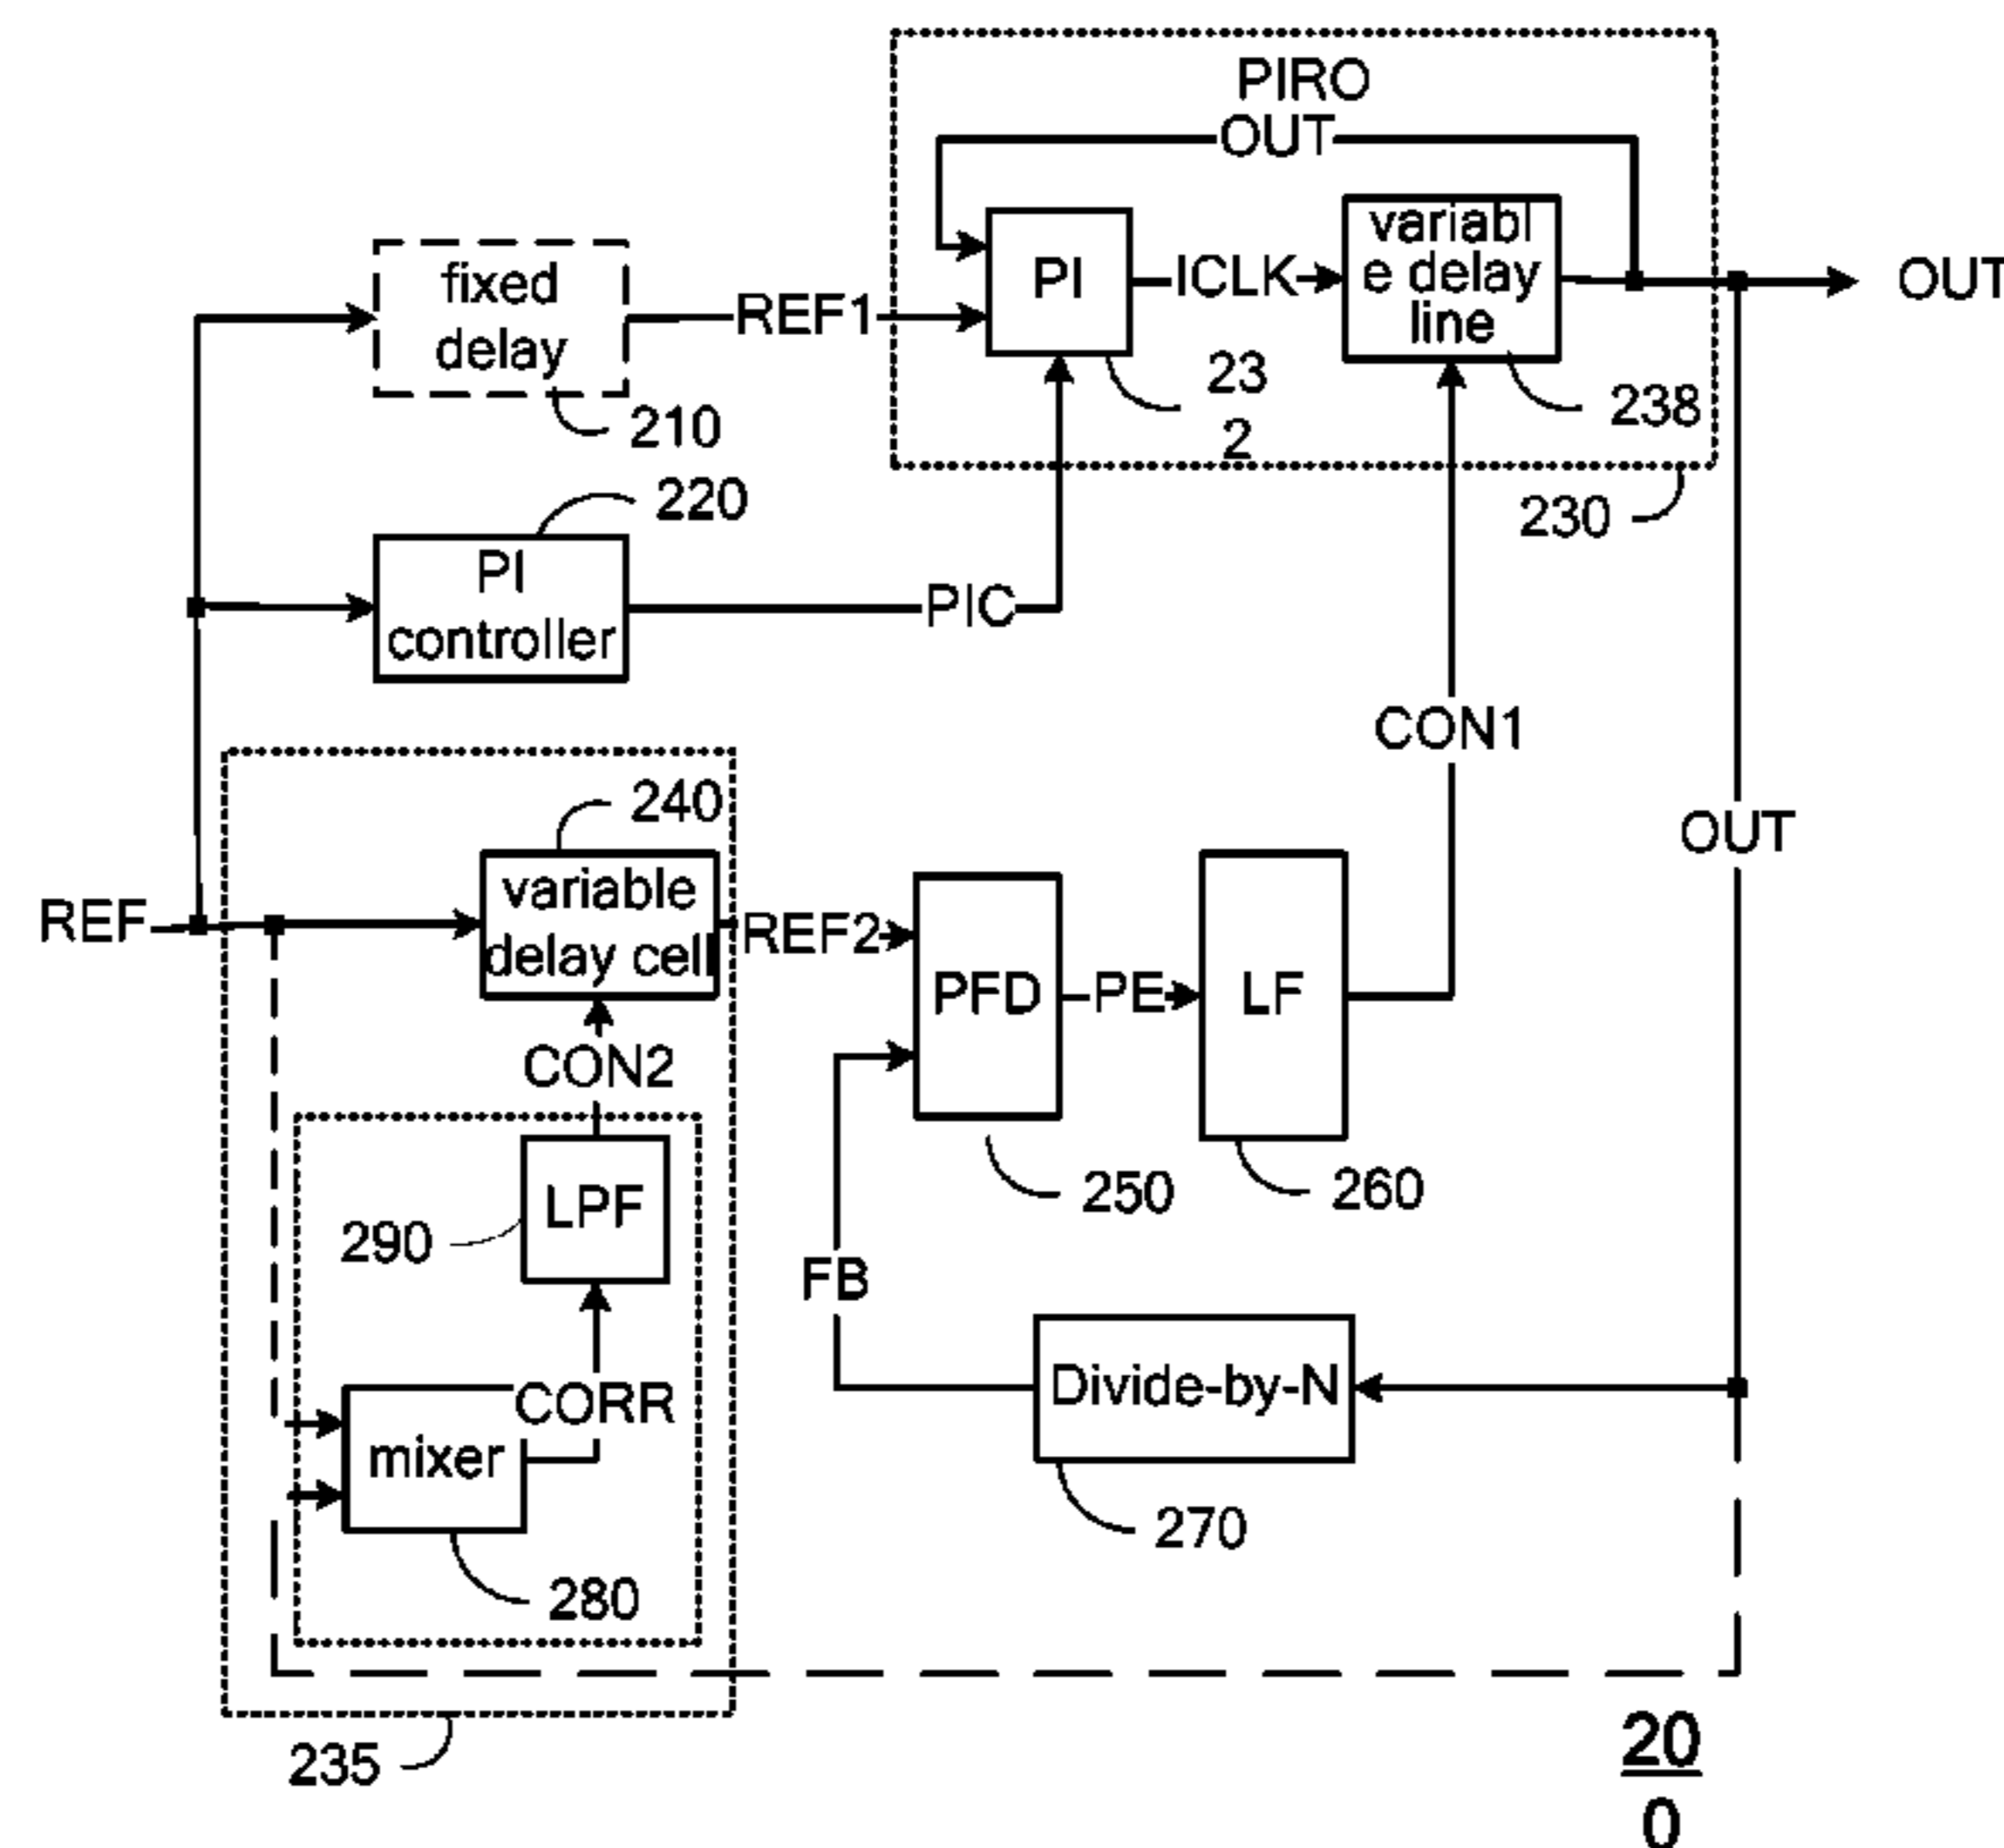 PIRO
OUT
fixed
delay
REF1
PI
ICLK
variabl
e delay
line
OUT
210
23
2
238
220
230
PI
controller
PIC
CON1
240
OUT
REF
variable
delay cell
REF2
PFD
PE
LF
CON2
LPF
290
250
260
FB
CORR
Divide-by-N
mixer
270
280
235
20
0